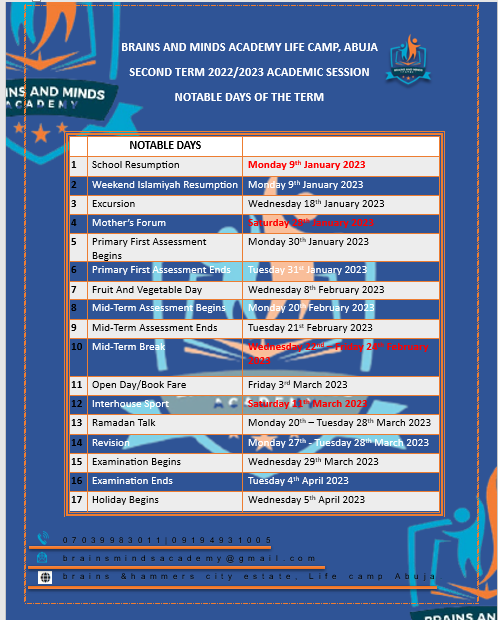 BRAINS AND MINDS ACADEMY LIFE CAMP, ABUJA
SECOND TERM 2022/2023 ACADEMIC SESSION
NOTABLE DAYS OF THE TERM
INS AND MINDS
ACADEMY
NOTABLE DAYS
1 School Resumption Monday 9th January 2023
2 Weekend Islamiyah Resumption Monday 9th January 2023
3 Excursion Wednesday 18th January 2023
4 Mother's Forum Saturday January 2023
5 Primary First Assessment Begins Monday 30th January 2023
6 Primary First Assessment Ends Tuesday 31st January 2023
7 Fruit And Vegetable Day Wednesday 8th February 2023
8 Mid-Term Assessment Begins Monday 20th February 2023
9 Mid-Term Assessment Ends Tuesday 21st February 2023
10 Mid-Term Break Wednesday 22nd – Friday 24th February
2023
11 Open Day/Book Fare Friday 3rd March 2023
12 Interhouse Sport Saturday 11th March 2023
13 Ramadan Talk Monday 20th – Tuesday 28th March 2023
14 Revision Monday 27th - Tuesday 28th March 2023
15 Examination Begins Wednesday 29th March 2023
16 Examination Ends Tuesday 4th April 2023
17 Holiday Begins Wednesday 5th April 2023
07039983011|09194931005
brainsmindsacademy@gmail.com
brains &hammers city estate, Life camp Abuja
BRAINS AND